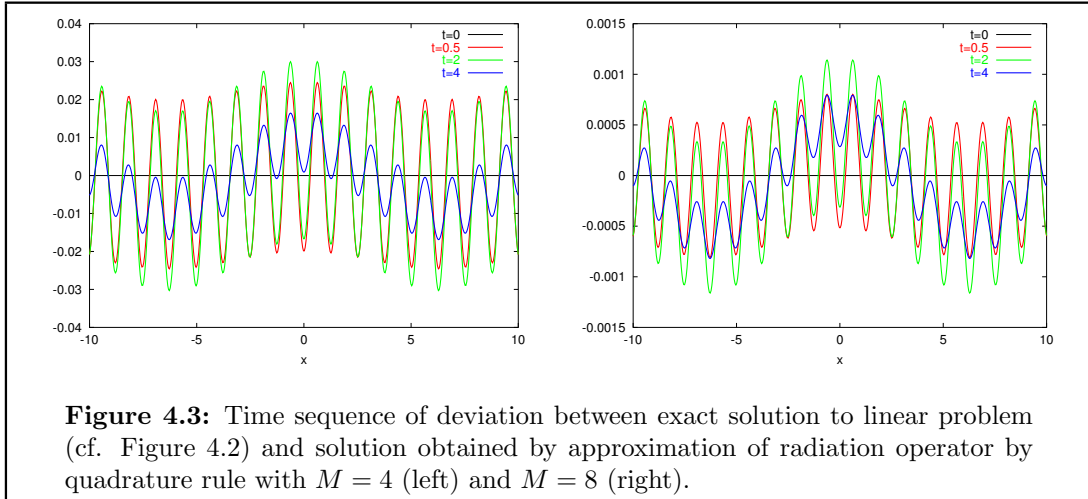 0.04
0.03
0.02
0.01
0
-0.01
-0.02
-0.03
-0.04
-10
-5
0
5
10
x
t=0
t=0.5
t=2
t=4
0.0015
0.001
0.0005
0
-0.0005
-0.001
-0.0015
-10
-5
0
5
10
x
t=0
t=0.5
t=2
t=4
Figure 4.3: Time sequence of deviation between exact solution to linear problem
(cf. Figure 4.2) and solution obtained by approximation of radiation operator by
quadrature rule with M = 4 (left) and M = 8 (right).